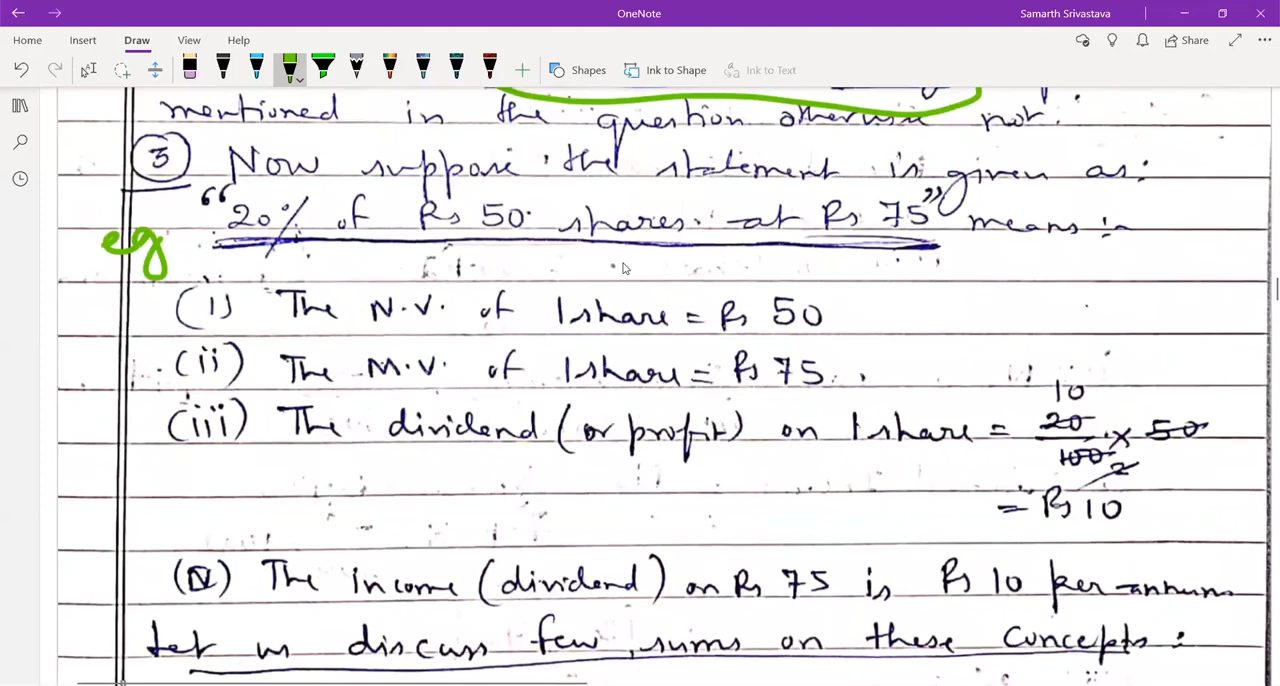 OneNote
Samarth Srivastava
Home Insert Draw View Help
Share
Shapes Ink to Shape Ink to Text
mentioned in the question otherwise not.
3 Now suppose, the statement is given as:
eg "20% of Rs 50 shares at Rs 75" means :-
(i) The N.V. of 1 share = Rs 50
(ii) The M.V. of 1 share = Rs 75.
10
(iii) The dividend (or profit) on 1 share = 20/100 × 50
2
= Rs 10
(IV) The income (dividend) on Rs 75 is Rs 10 per-annum
Let us discuss few sums on these concepts :